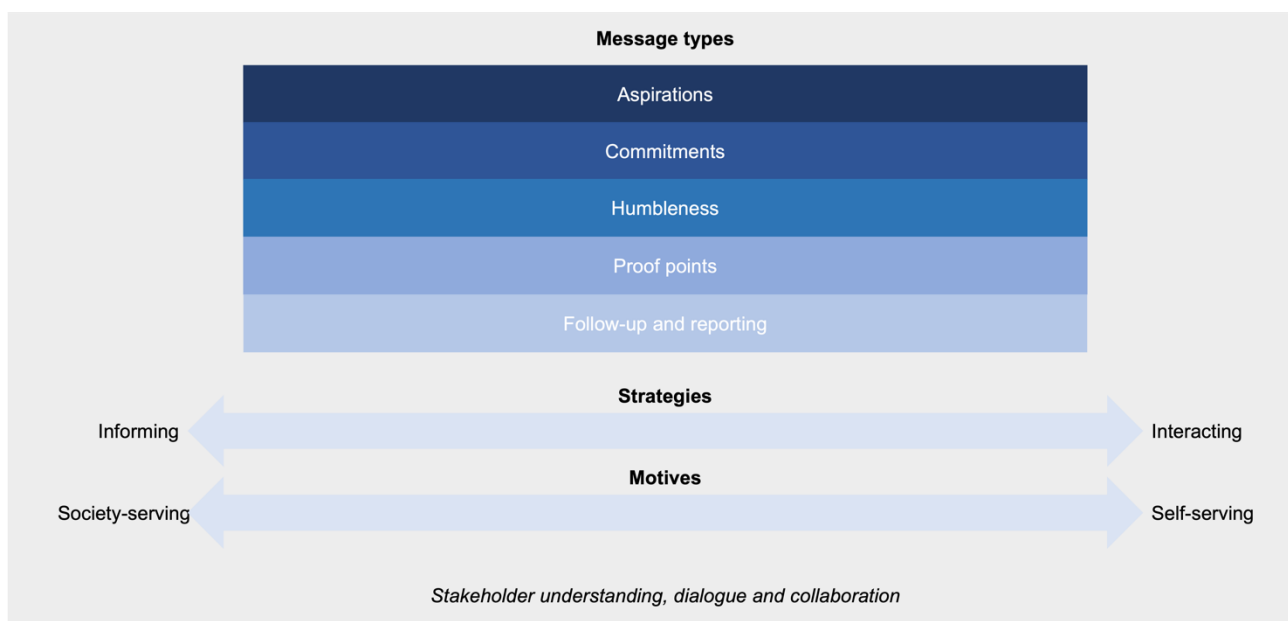 Message types
Aspirations
Commitments
Humbleness
Proof points
Follow-up and reporting
Strategies
Informing
Interacting
Motives
Society-serving
Self-serving
Stakeholder understanding, dialogue and collaboration